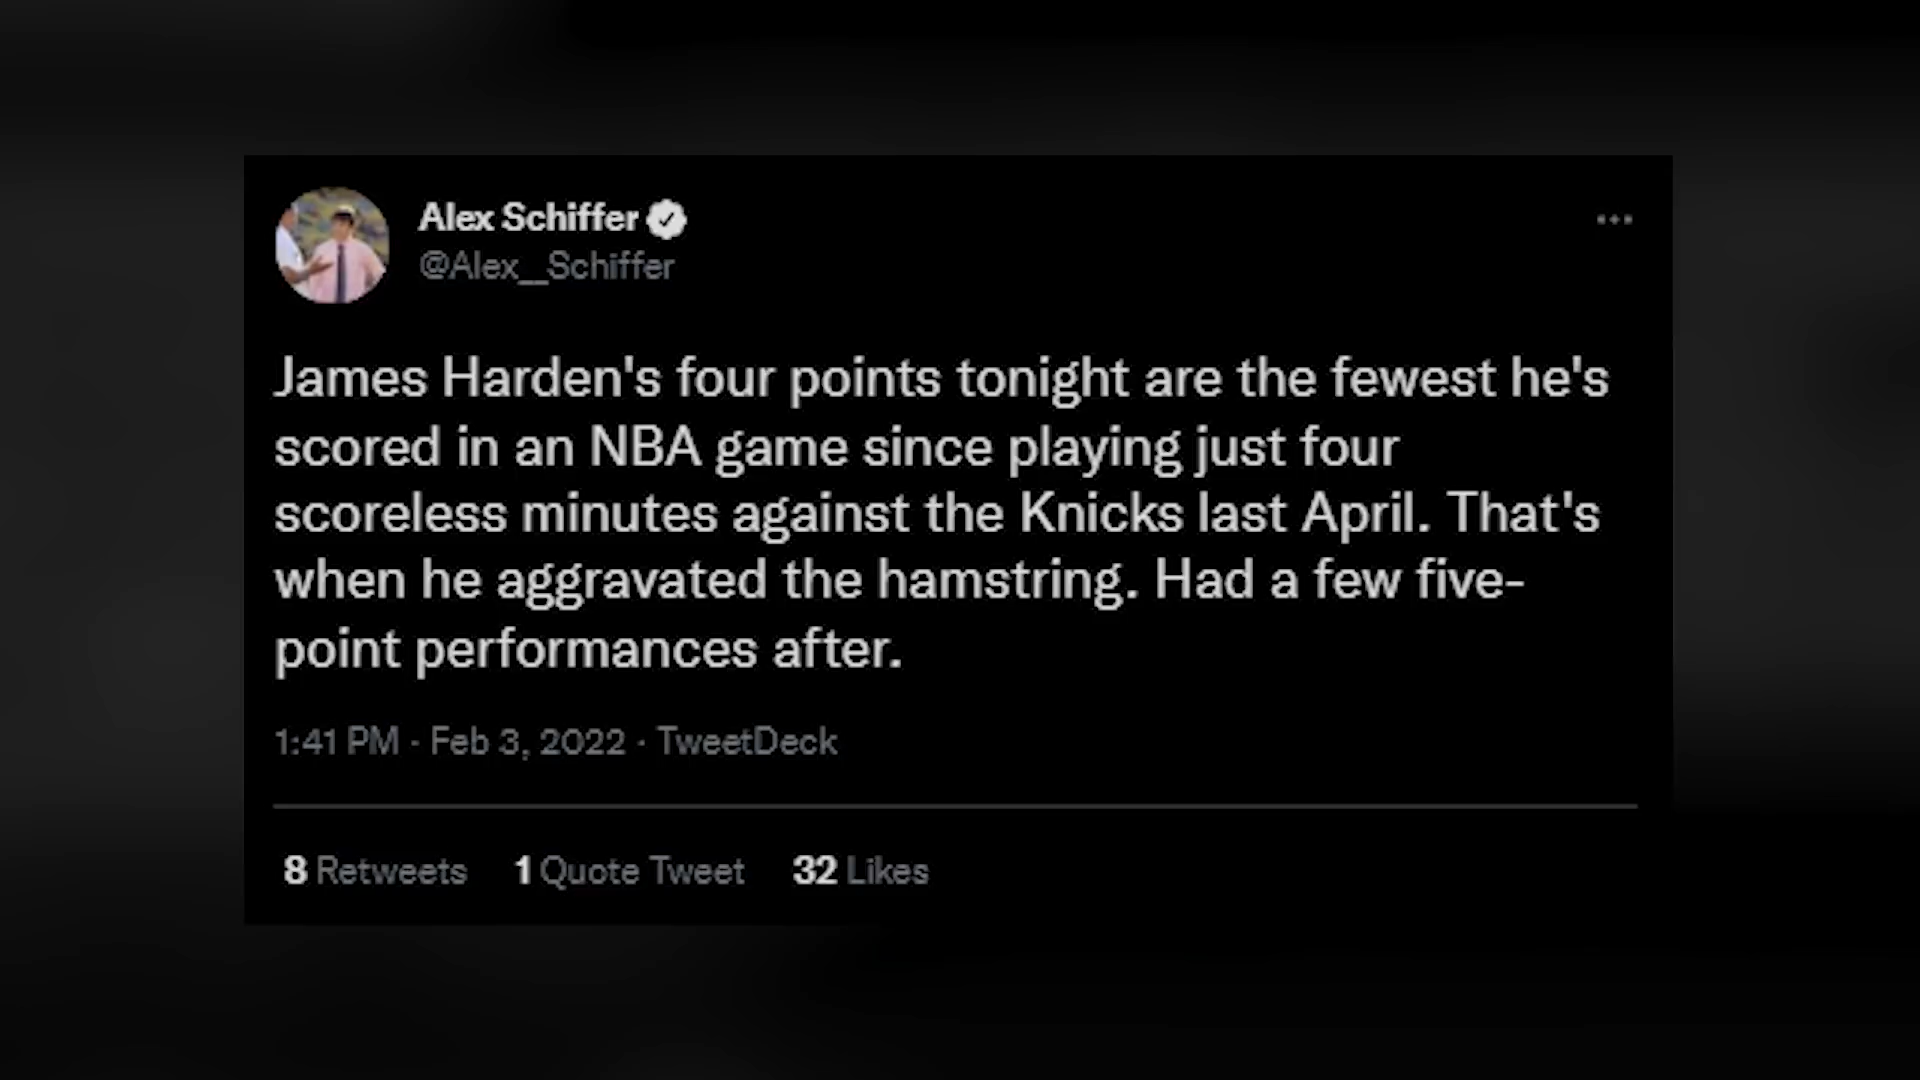 Alex Schiffer
@Alex__Schiffer
James Harden's four points tonight are the fewest he's
scored in an NBA game since playing just four
scoreless minutes against the Knicks last April. That's
when he aggravated the hamstring. Had a few five-
point performances after.
1:41 PM · Feb 3, 2022 · TweetDeck
8 Retweets 1 Quote Tweet 32 Likes